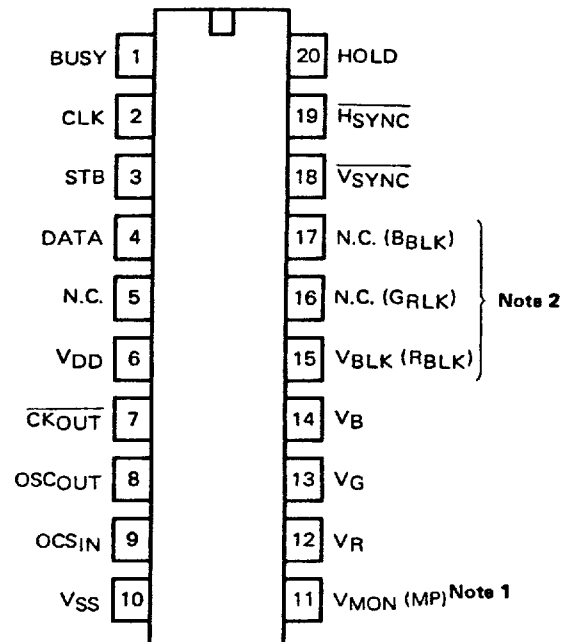 BUSY 1 20 HOLD
CLK 2 19 HSYNC
STB 3 18 VSYNC
DATA 4 17 N.C. (BBLK)
N.C. 5 16 N.C. (GRLK) Note 2
VDD 6 15 VBLK (RBLK)
CKOUT 7 14 VB
OSCOUT 8 13 VG
OCSIN 9 12 VR
VSS 10 11 VMON (MP) Note 1